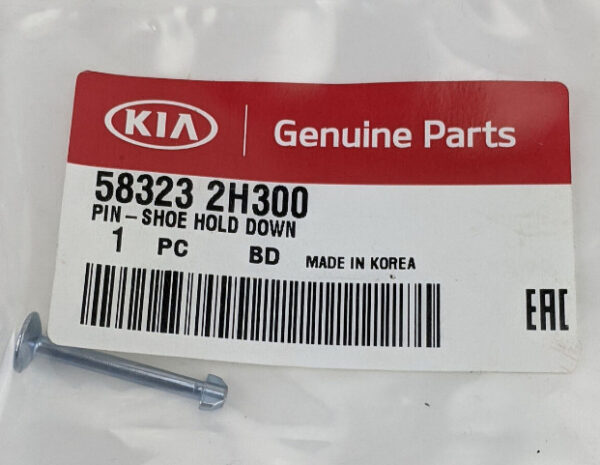 KIA Genuine Parts
58323 2H300
PIN-SHOE HOLD DOWN
1 PC BD MADE IN KOREA
EAC